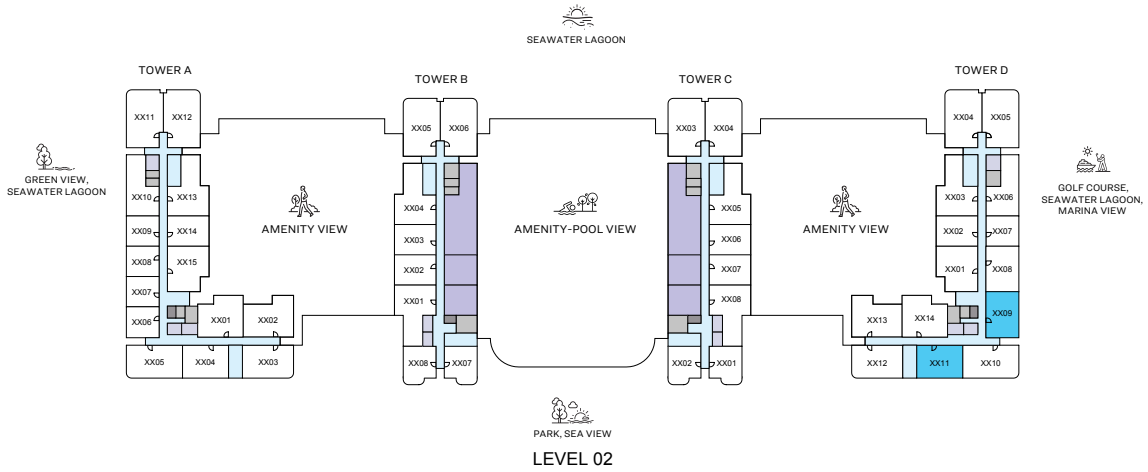 SEAWATER LAGOON
TOWER A
TOWER B
TOWER C
TOWER D
XX11
XX12
XX05
XX06
XX03
XX04
XX04
XX05
GREEN VIEW,
SEAWATER LAGOON
GOLF COURSE,
SEAWATER LAGOON,
MARINA VIEW
XX10
XX13
XX04
XX05
XX03
XX06
XX09
XX14
AMENITY VIEW
XX03
AMENITY-POOL VIEW
XX06
AMENITY VIEW
XX02
XX07
XX08
XX15
XX02
XX07
XX01
XX08
XX07
XX01
XX08
XX06
XX01
XX02
XX13
XX14
XX09
XX05
XX04
XX03
XX08
XX07
XX02
XX01
XX12
XX11
XX10
PARK, SEA VIEW
LEVEL 02